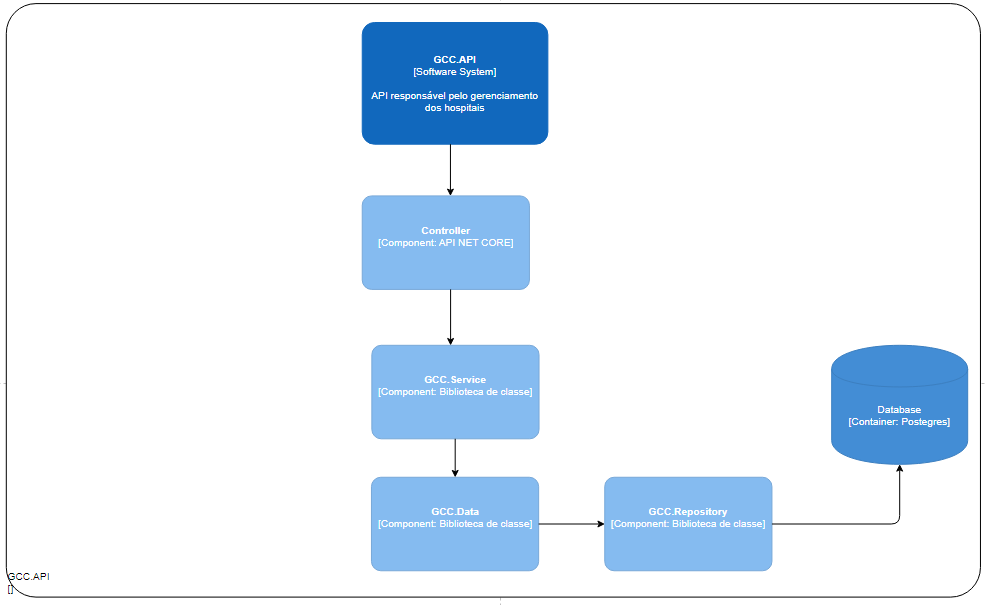 GCC.API
[Software System]
API responsável pelo gerenciamento
dos hospitais
Controller
[Component: API NET CORE]
GCC.Service
[Component: Biblioteca de classe]
Database
[Container: Postegres]
GCC.Data
[Component: Biblioteca de classe]
GCC.Repository
[Component: Biblioteca de classe]
GCC.API
[]